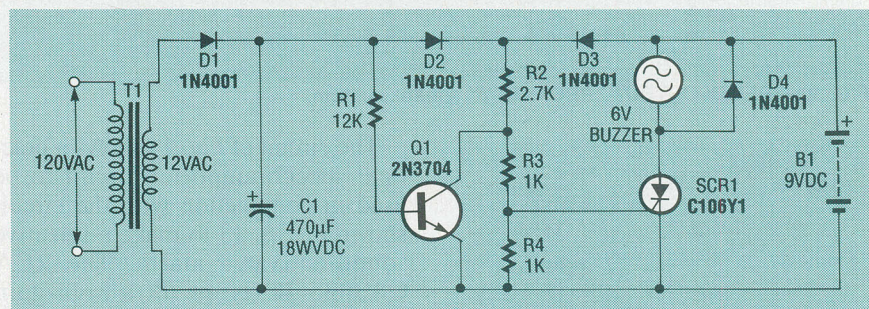 D1
1N4001
D2
1N4001
D3
1N4001
R2
2.7K
D4
1N4001
T1
R1
12K
6V
BUZZER
120VAC
12VAC
Q1
2N3704
R3
1K
B1
9VDC
+
+
C1
470µF
18WVDC
SCR1
C106Y1
R4
1K